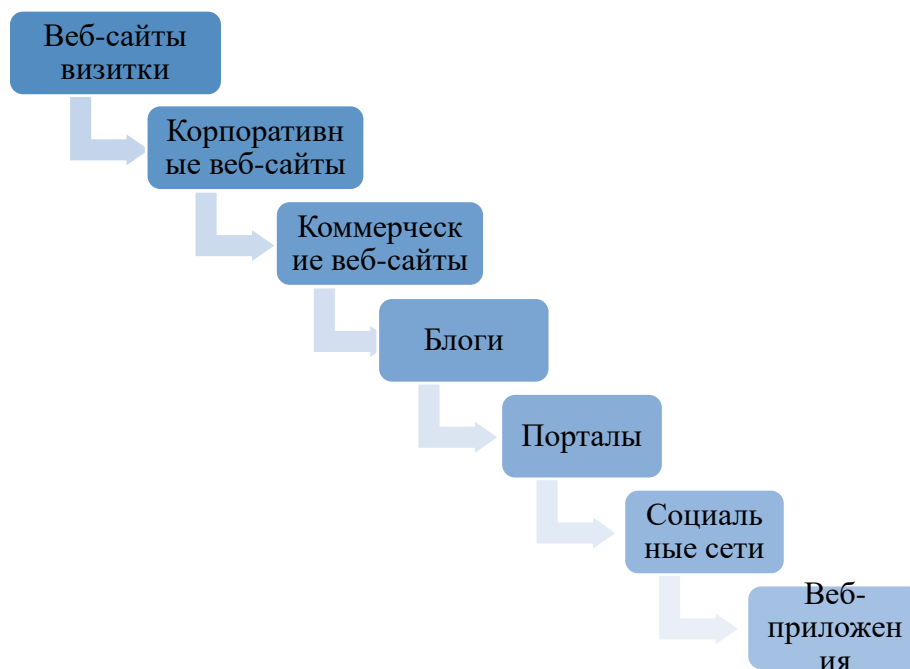 Веб-сайты
визитки
Корпоративн
ые веб-сайты
Коммерческ
ие веб-сайты
Блоги
Порталы
Социаль
ные сети
Веб-
приложен
ия